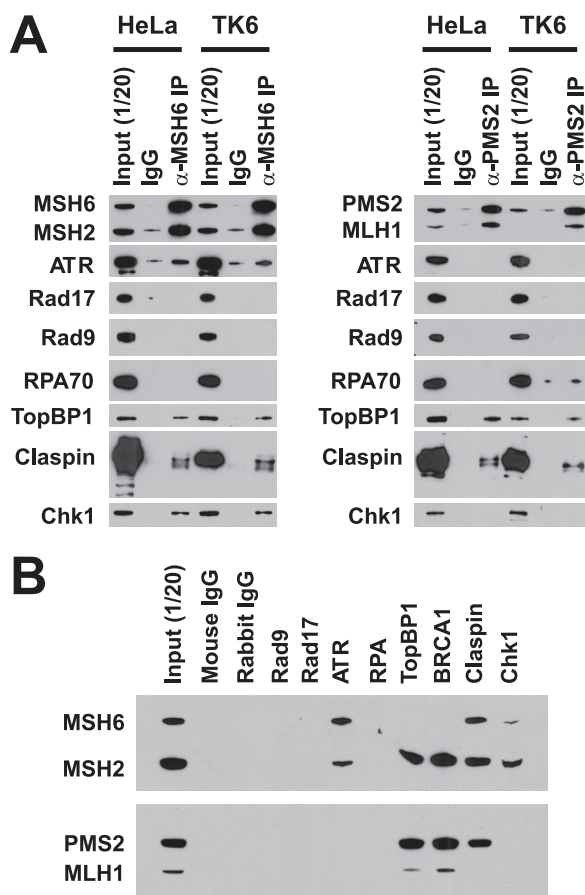 A
HeLa TK6
Input (1/20) IgG α-MSH6 IP Input (1/20) IgG α-MSH6 IP
MSH6
MSH2
ATR
Rad17
Rad9
RPA70
TopBP1
Claspin
Chk1
HeLa TK6
Input (1/20) IgG α-PMS2 IP Input (1/20) IgG α-PMS2 IP
PMS2
MLH1
ATR
Rad17
Rad9
RPA70
TopBP1
Claspin
Chk1
B
Input (1/20) Mouse IgG Rabbit IgG Rad9 Rad17 ATR RPA TopBP1 BRCA1 Claspin Chk1
MSH6
MSH2
PMS2
MLH1